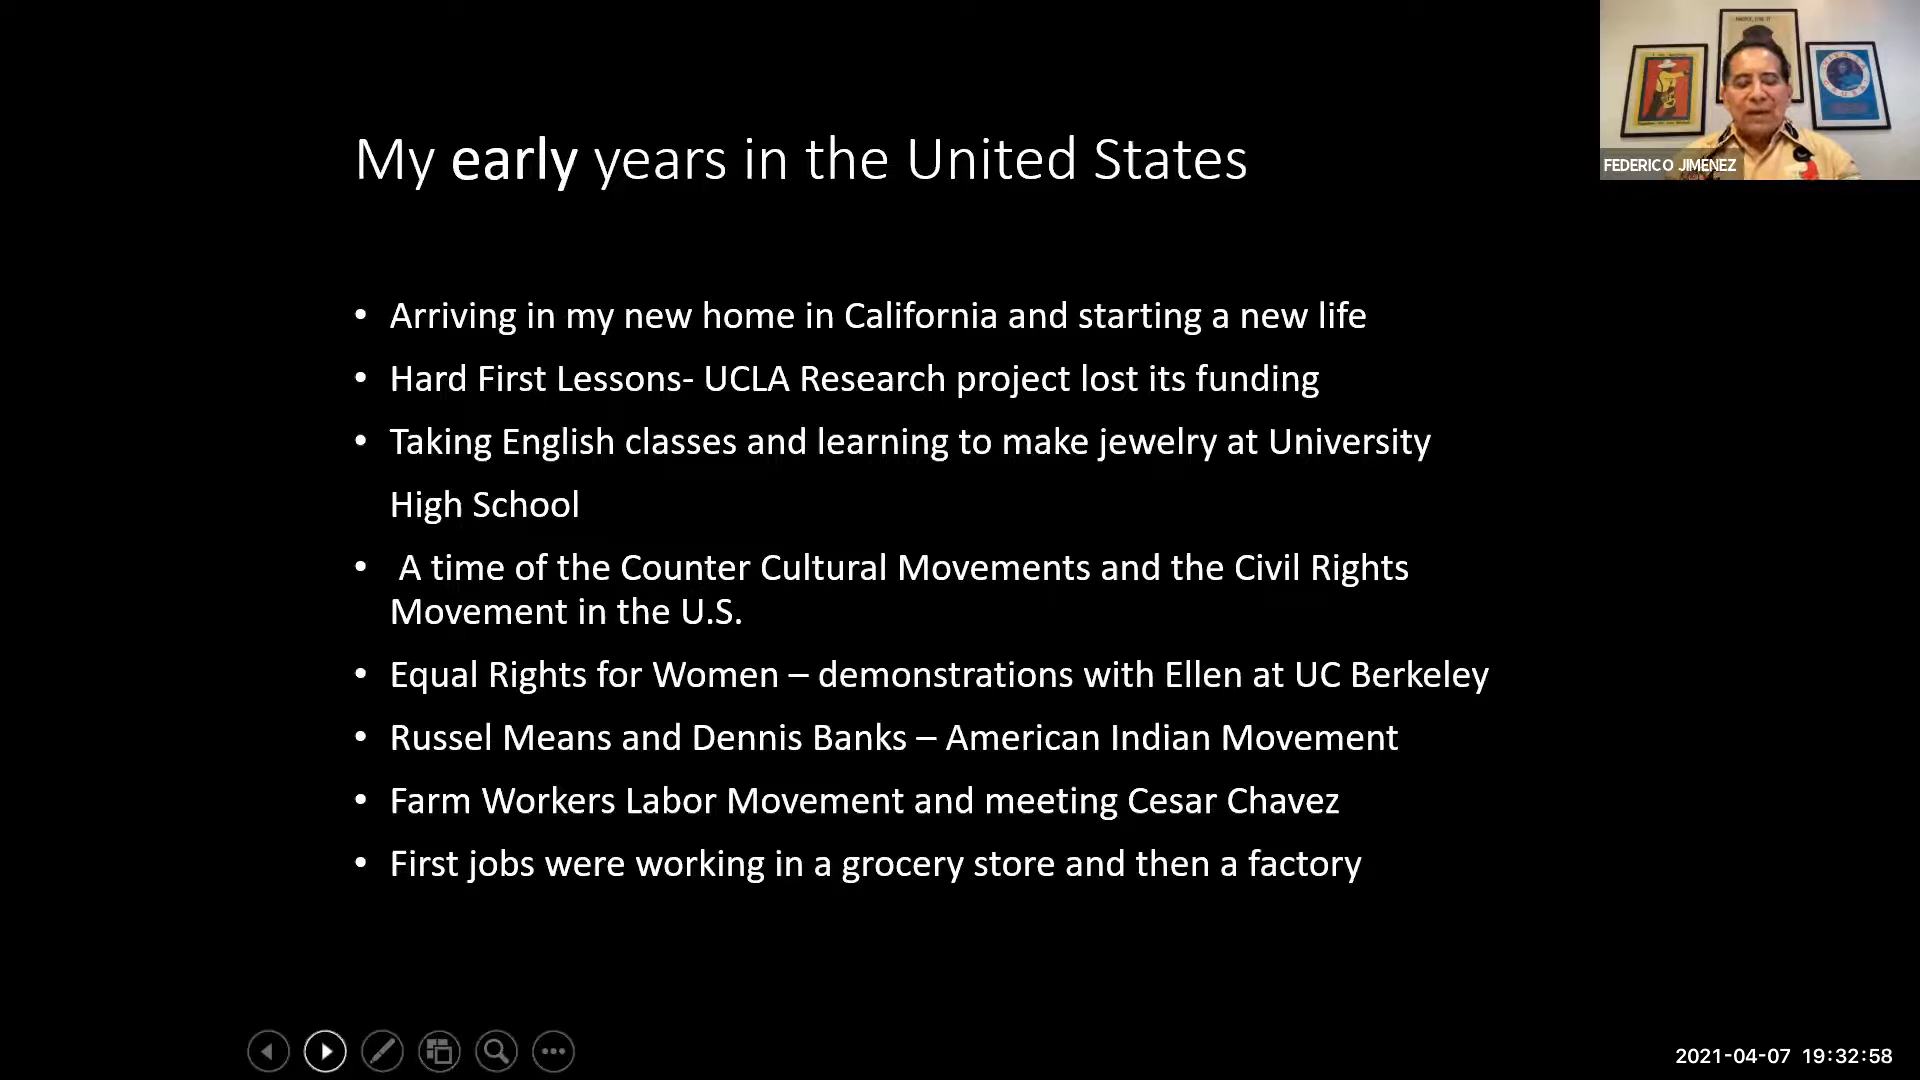 My early years in the United States
FEDERICO JIMENEZ
• Arriving in my new home in California and starting a new life
• Hard First Lessons- UCLA Research project lost its funding
• Taking English classes and learning to make jewelry at University
High School
• A time of the Counter Cultural Movements and the Civil Rights
Movement in the U.S.
• Equal Rights for Women – demonstrations with Ellen at UC Berkeley
• Russel Means and Dennis Banks – American Indian Movement
• Farm Workers Labor Movement and meeting Cesar Chavez
• First jobs were working in a grocery store and then a factory
2021-04-07 19:32:58